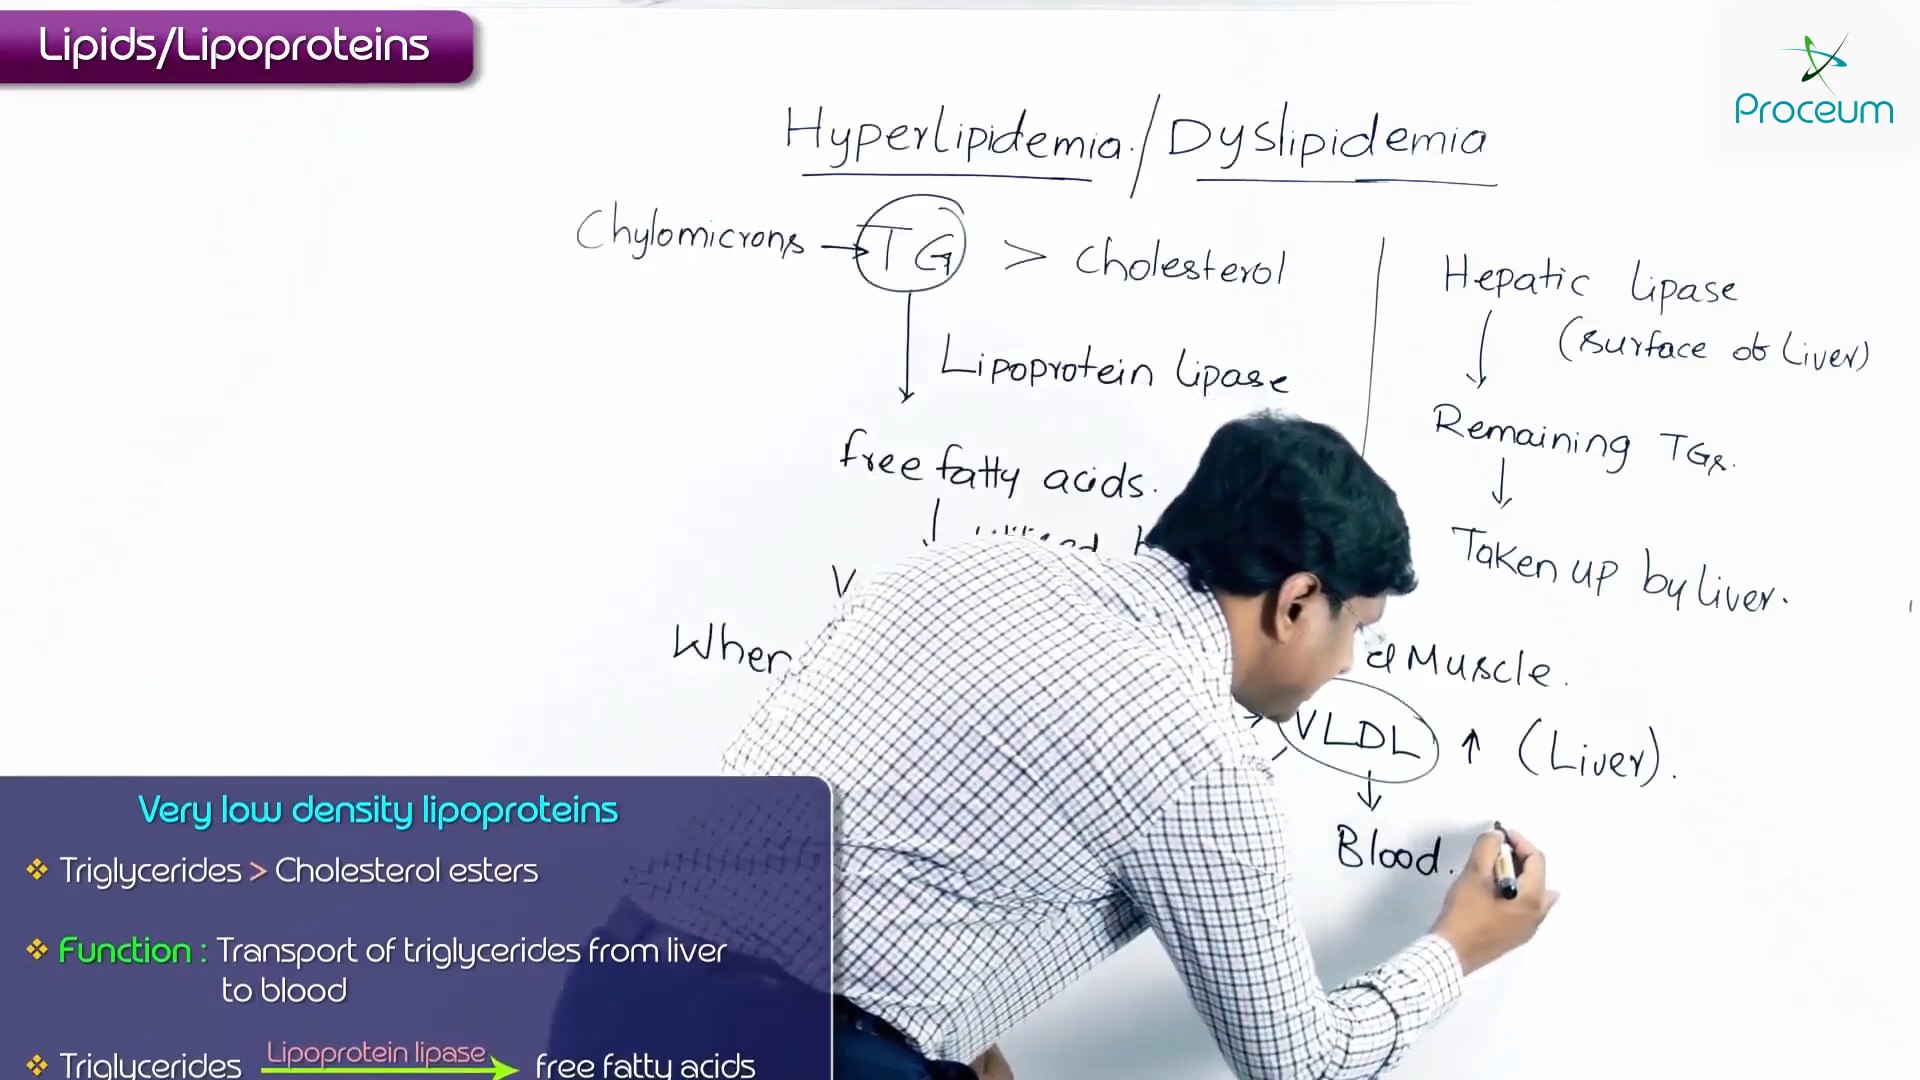 Lipids/Lipoproteins
Proceum
Hyperlipidemia/Dyslipidemia
Chylomicrons → TG > Cholesterol
Lipoprotein lipase
free fatty acids.
Hepatic lipase
(surface of Liver)
Remaining TGs.
Taken up by liver.
Muscle.
VLDL ↑ (Liver).
Blood.
Very low density lipoproteins
❖ Triglycerides > Cholesterol esters
❖ Function : Transport of triglycerides from liver
to blood
❖ Triglycerides Lipoprotein lipase → free fatty acids